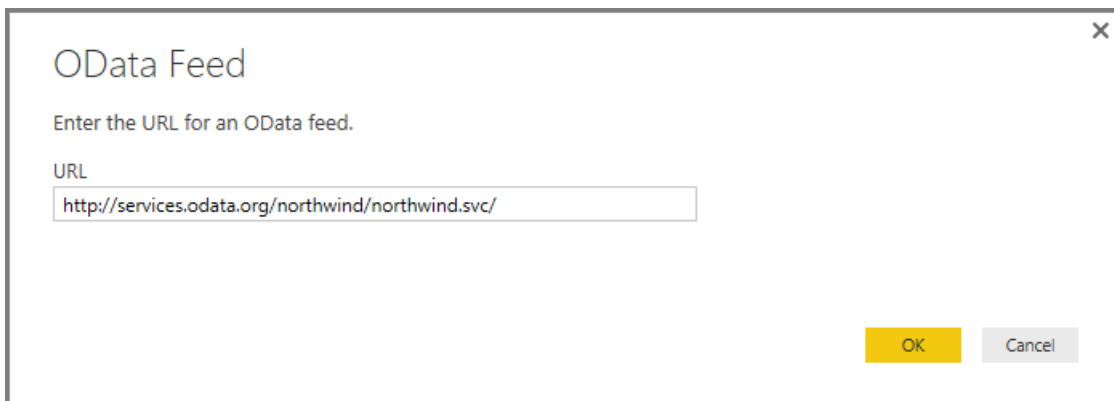 OData Feed
Enter the URL for an OData feed.
URL
http://services.odata.org/northwind/northwind.svc/
OK Cancel